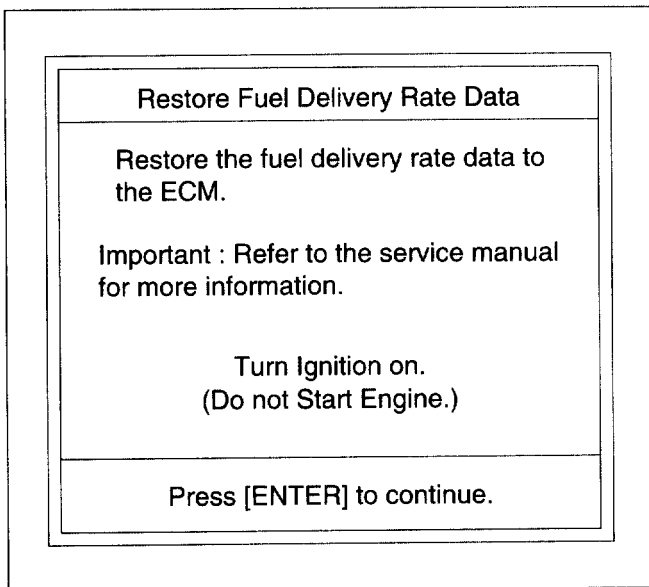 Restore Fuel Delivery Rate Data
Restore the fuel delivery rate data to
the ECM.
Important : Refer to the service manual
for more information.
Turn Ignition on.
(Do not Start Engine.)
Press [ENTER] to continue.